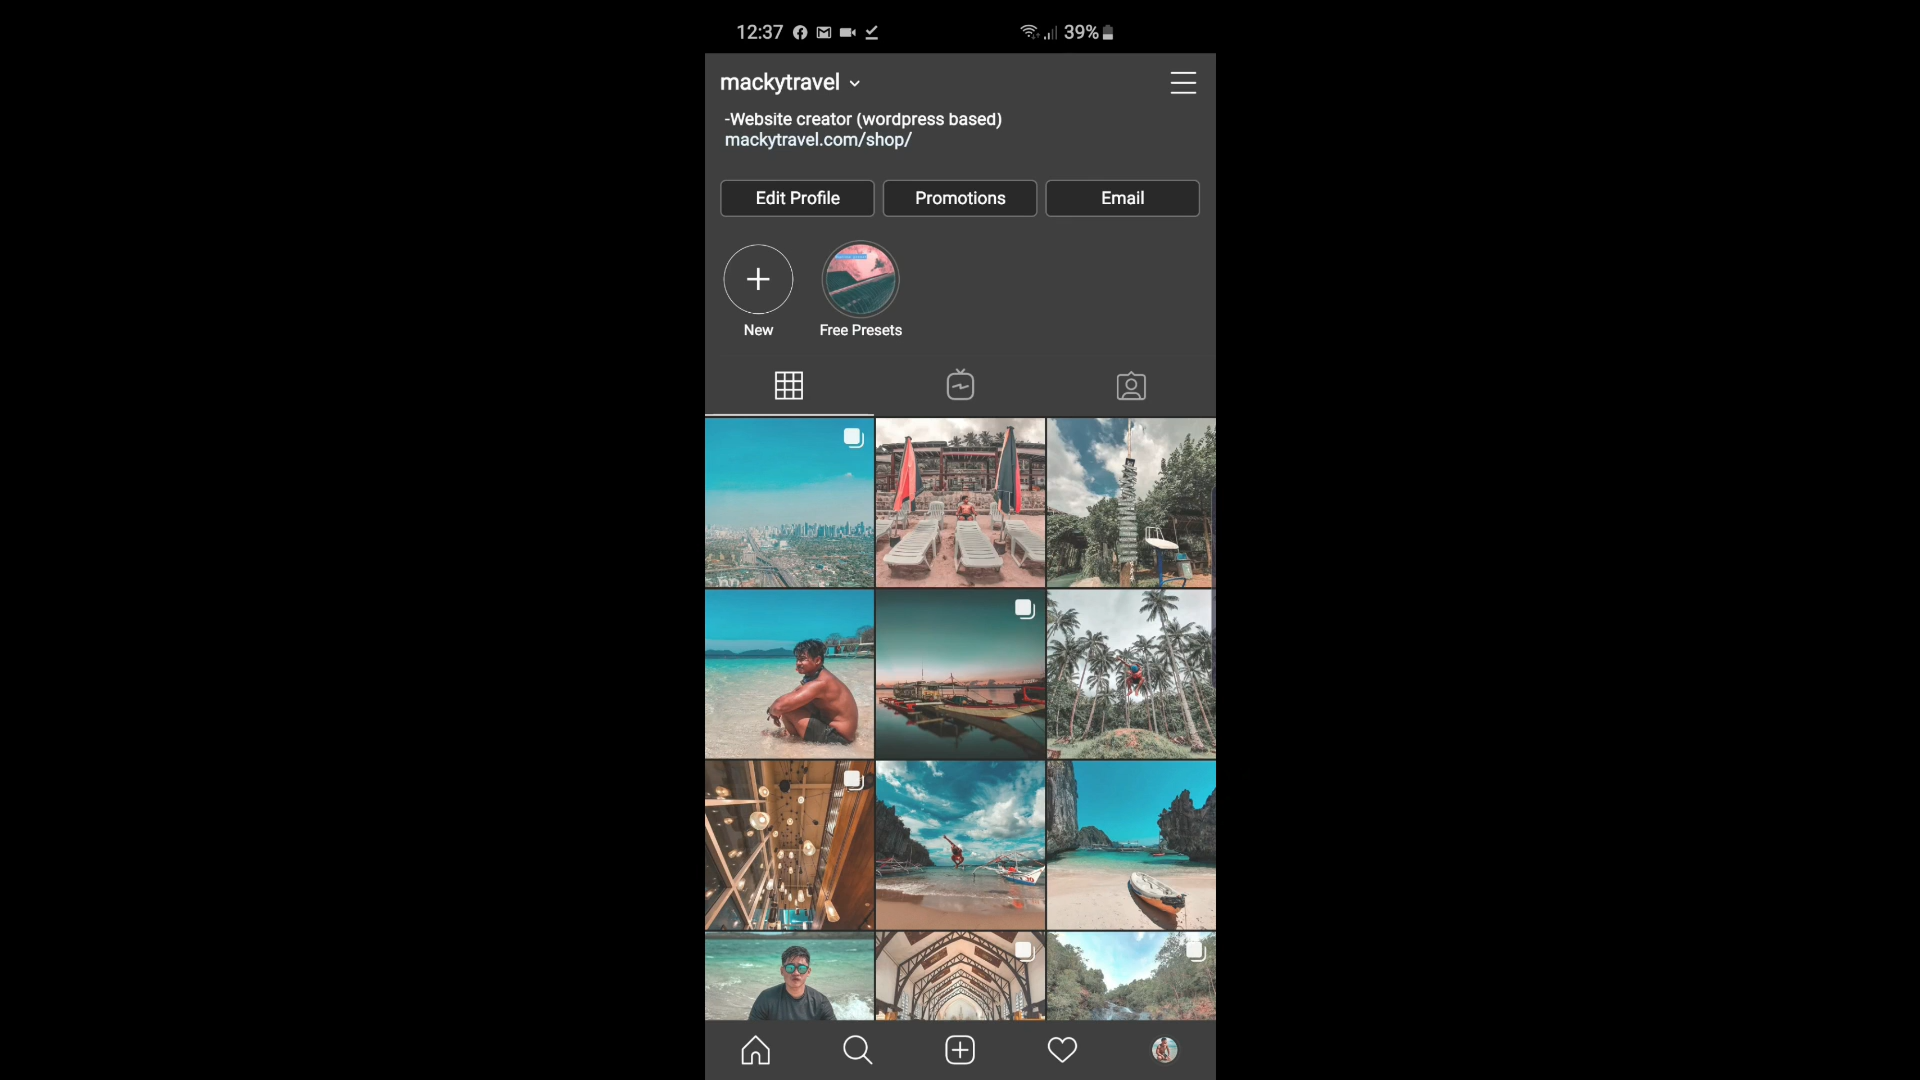 12:37
39%
mackytravel
-Website creator (wordpress based)
mackytravel.com/shop/
Edit Profile
Promotions
Email
New
Free Presets